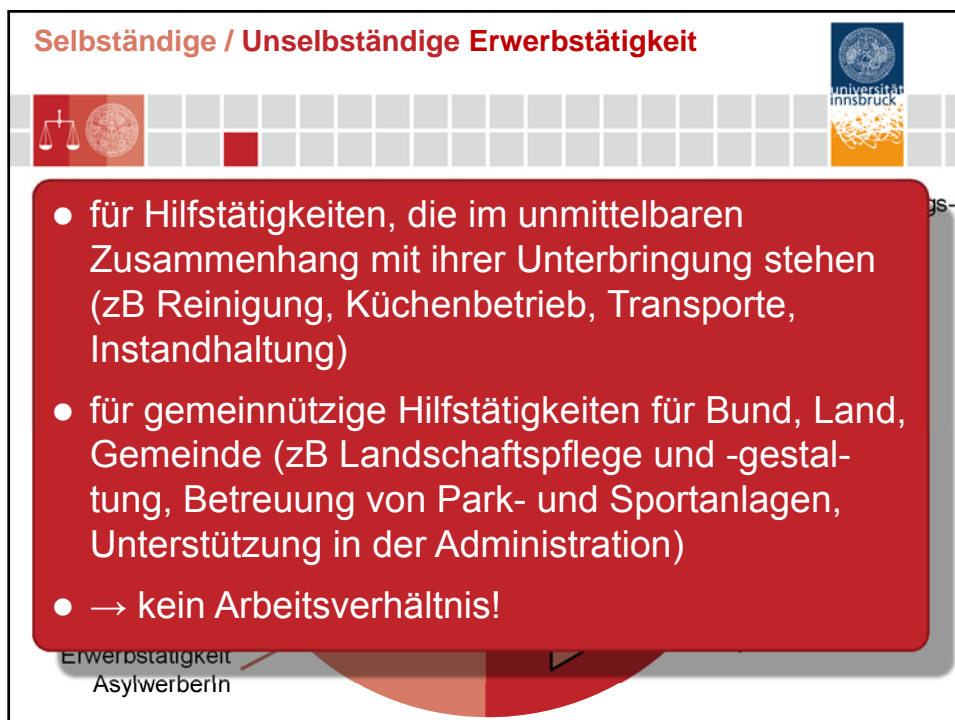 Selbständige / Unselbständige Erwerbstätigkeit
universität
innsbruck
● für Hilfstätigkeiten, die im unmittelbaren
Zusammenhang mit ihrer Unterbringung stehen
(zB Reinigung, Küchenbetrieb, Transporte,
Instandhaltung)
gs-
● für gemeinnützige Hilfstätigkeiten für Bund, Land,
Gemeinde (zB Landschaftspflege und -gestal-
tung, Betreuung von Park- und Sportanlagen,
Unterstützung in der Administration)
● → kein Arbeitsverhältnis!
Erwerbstätigkeit
AsylwerberIn